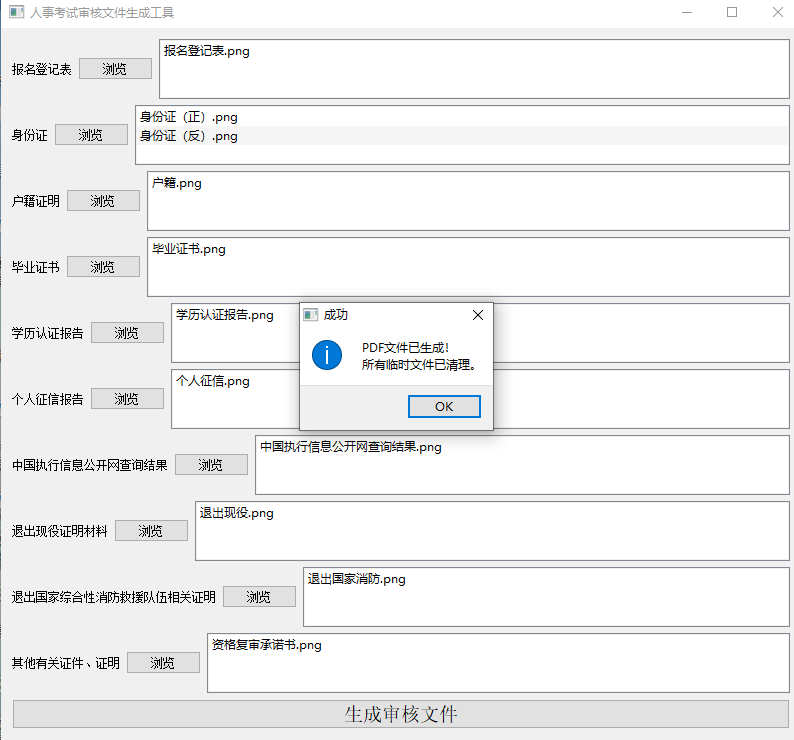 人事考试审核文件生成工具
报名登记表 浏览 报名登记表.png
身份证 浏览 身份证（正）.png
身份证（反）.png
户籍证明 浏览 户籍.png
毕业证书 浏览 毕业证书.png
学历认证报告 浏览 学历认证报告.png
个人征信报告 浏览 个人征信.png
成功
PDF文件已生成！
所有临时文件已清理。
OK
中国执行信息公开网查询结果 浏览 中国执行信息公开网查询结果.png
退出现役证明材料 浏览 退出现役.png
退出国家综合性消防救援队伍相关证明 浏览 退出国家消防.png
其他有关证件、证明 浏览 资格复审承诺书.png
生成审核文件